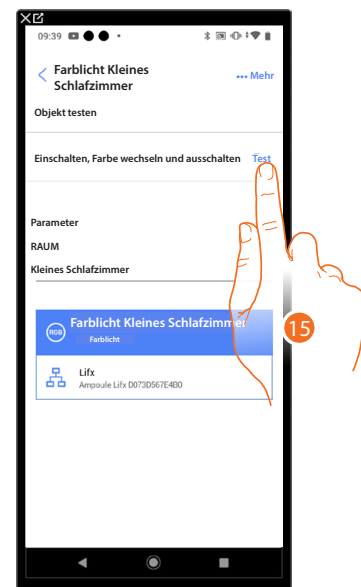 09:39
Farblicht Kleines
Schlafzimmer
••• Mehr
Objekt testen
Einschalten, Farbe wechseln und ausschalten Test
Parameter
RAUM
Kleines Schlafzimmer
RGB
Farblicht Kleines Schlafzimmer
Farblicht
Lifx
Ampoule Lifx D073D567E4B0
15